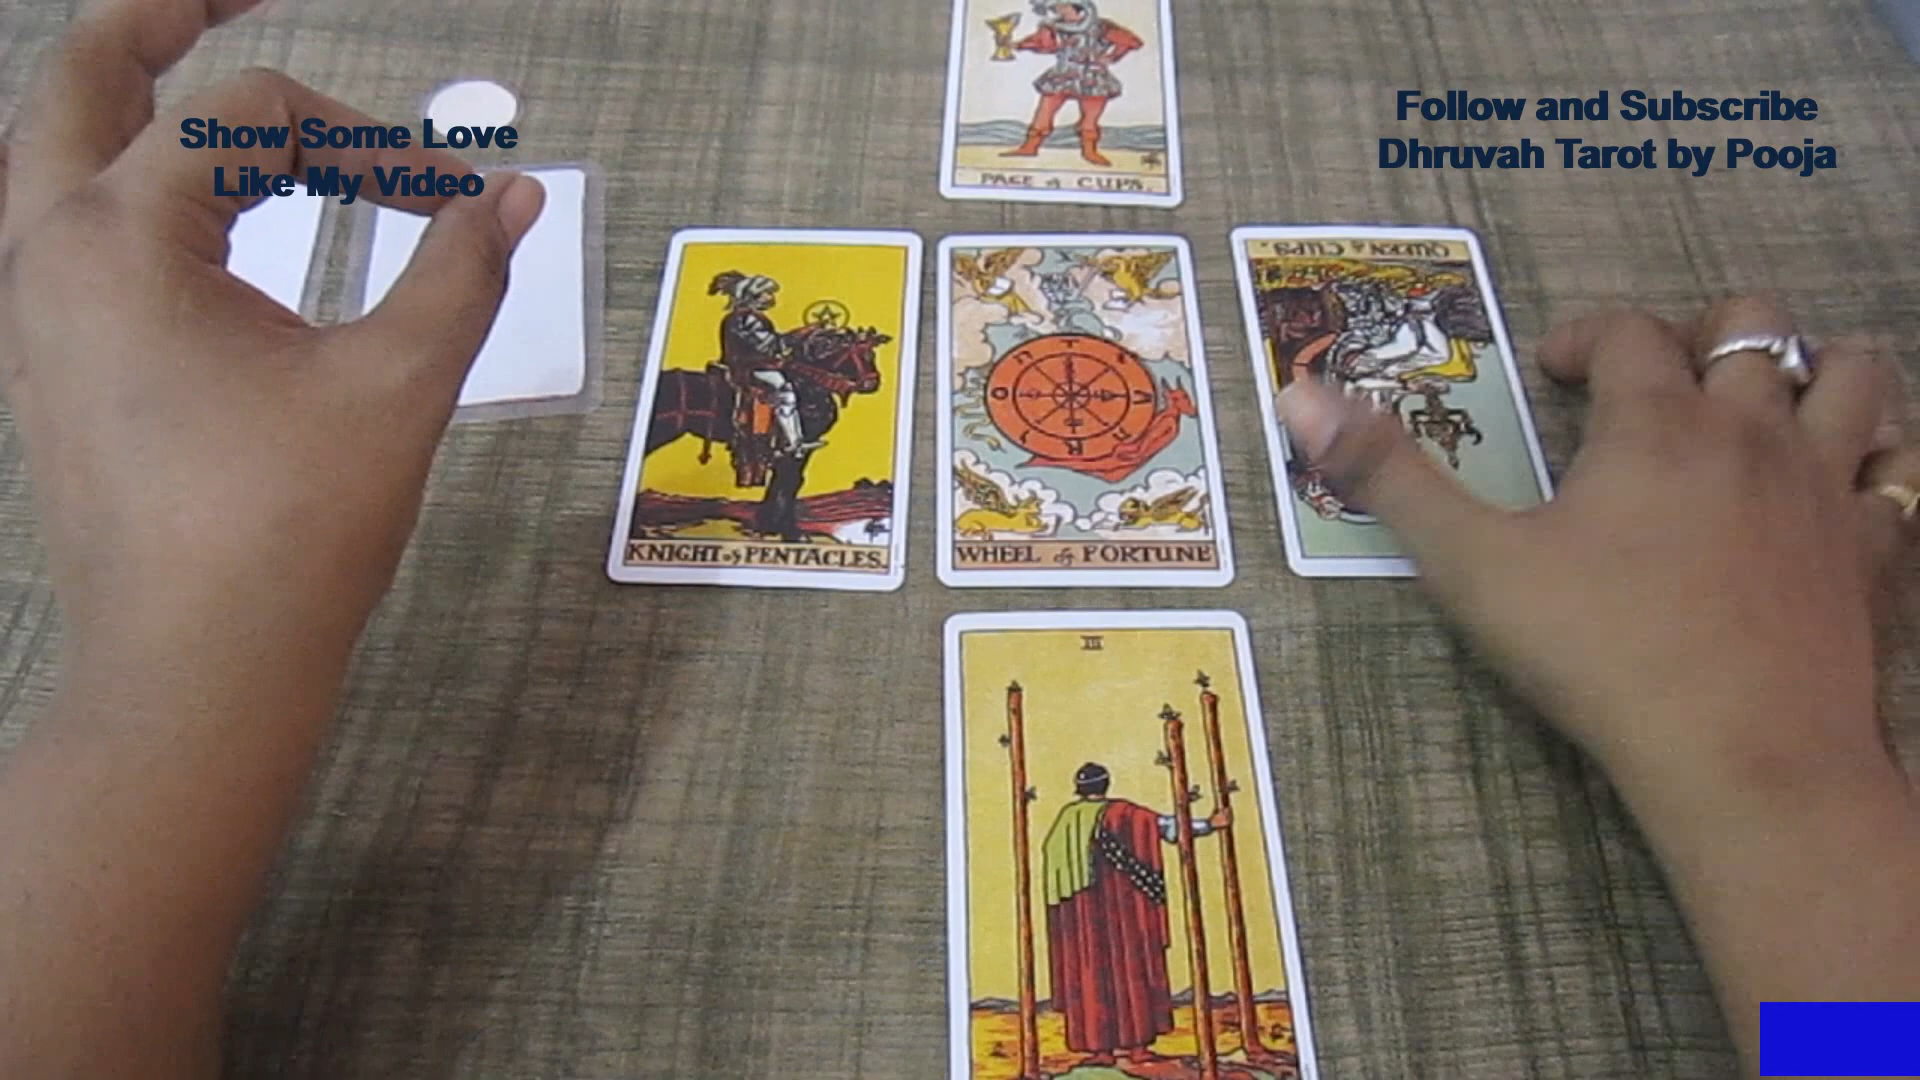 Show Some Love
Like My Video
Follow and Subscribe
Dhruvah Tarot by Pooja
PAGE of CUPS.
QUEEN of CUPS.
KNIGHT of PENTACLES.
WHEEL of FORTUNE
III